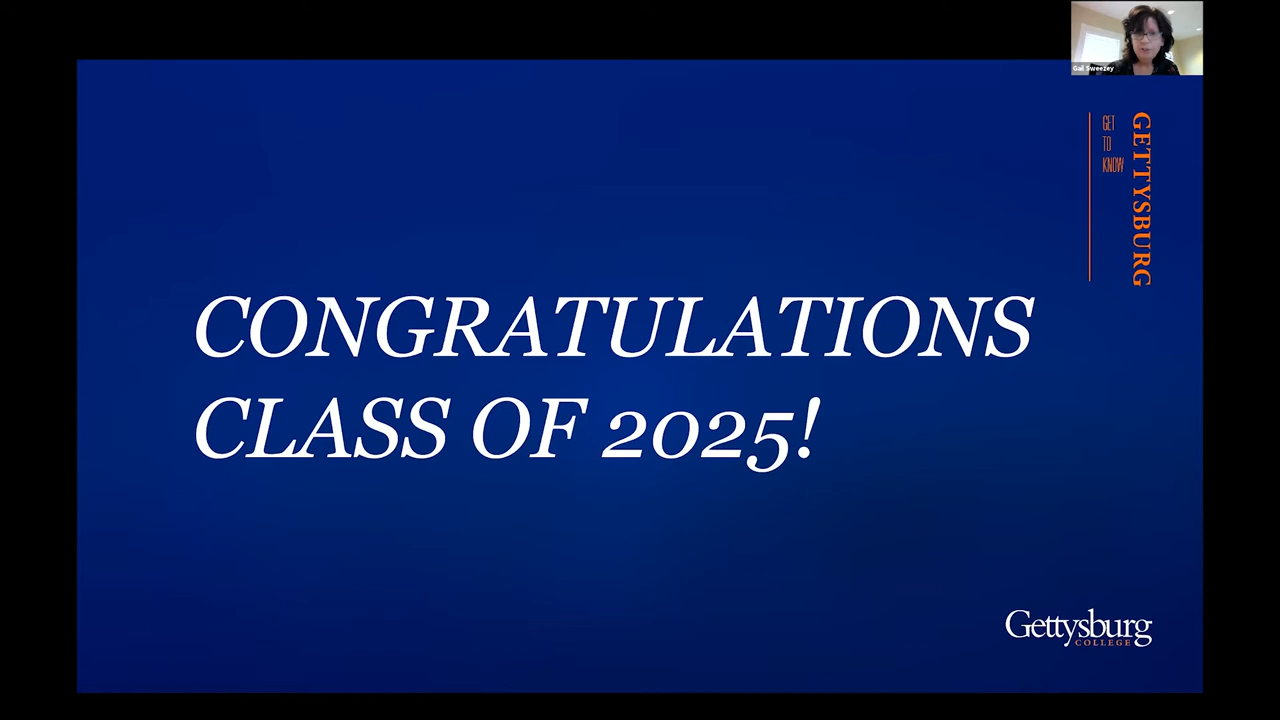 Gail Sweezey
GET
TO
KNOW
GETTYSBURG
CONGRATULATIONS
CLASS OF 2025!
Gettysburg
COLLEGE